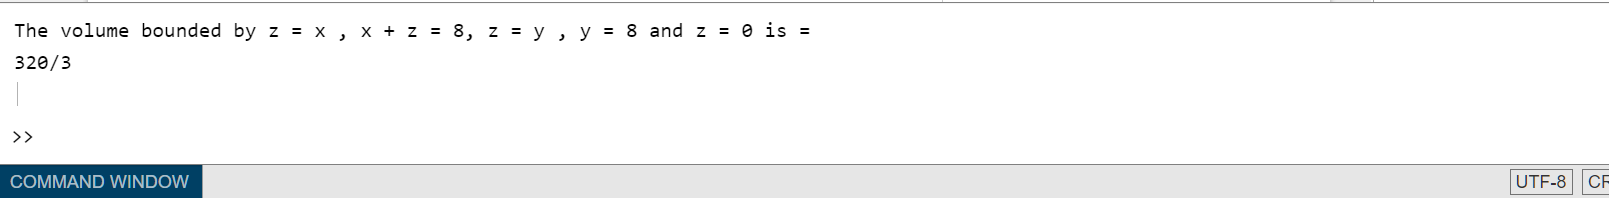 The volume bounded by z = x , x + z = 8, z = y , y = 8 and z = 0 is =
320/3
>>
COMMAND WINDOW
UTF-8